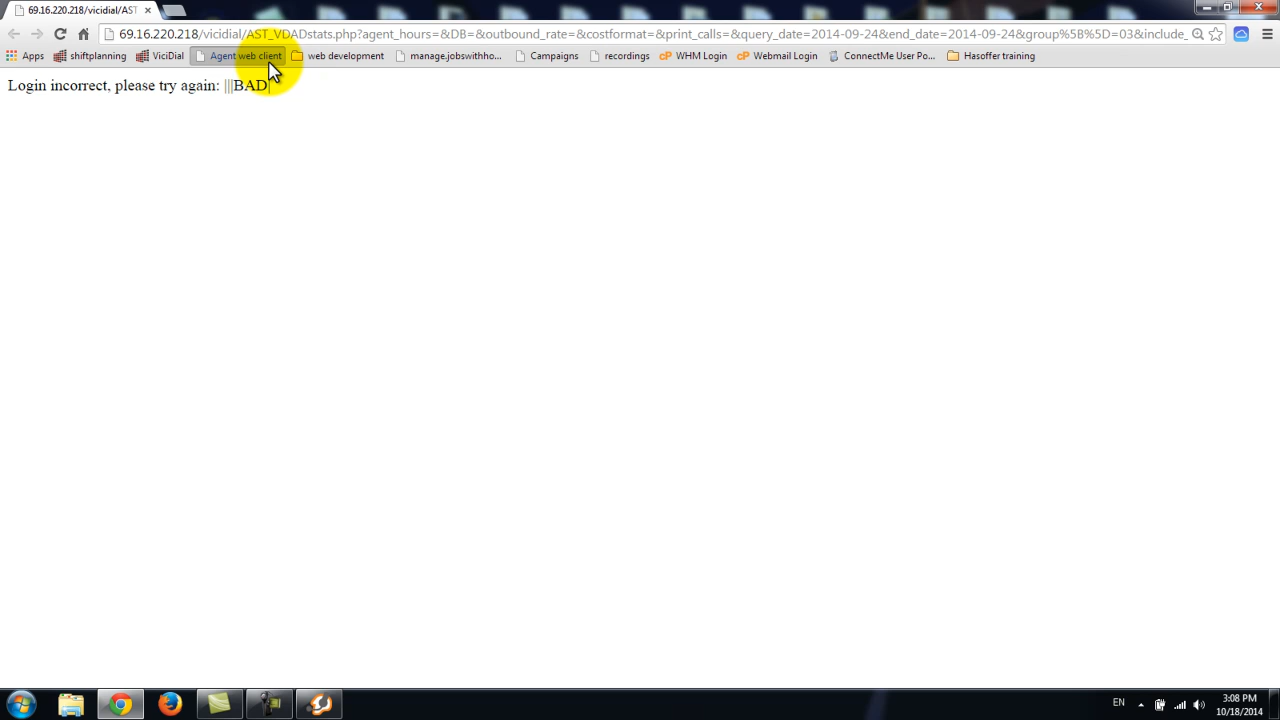 69.16.220.218/vicidial/AST
69.16.220.218/vicidial/AST_VDADstats.php?agent_hours=&DB=&outbound_rate=&costformat=&print_calls=&query_date=2014-09-24&end_date=2014-09-24&group%5B%5D=03&include_
Apps shiftplanning ViciDial Agent web client web development manage.jobswithho... Campaigns recordings cP WHM Login cP Webmail Login ConnectMe User Po... Hasoffer training
Login incorrect, please try again: |||BAD|
EN 3:08 PM
10/18/2014